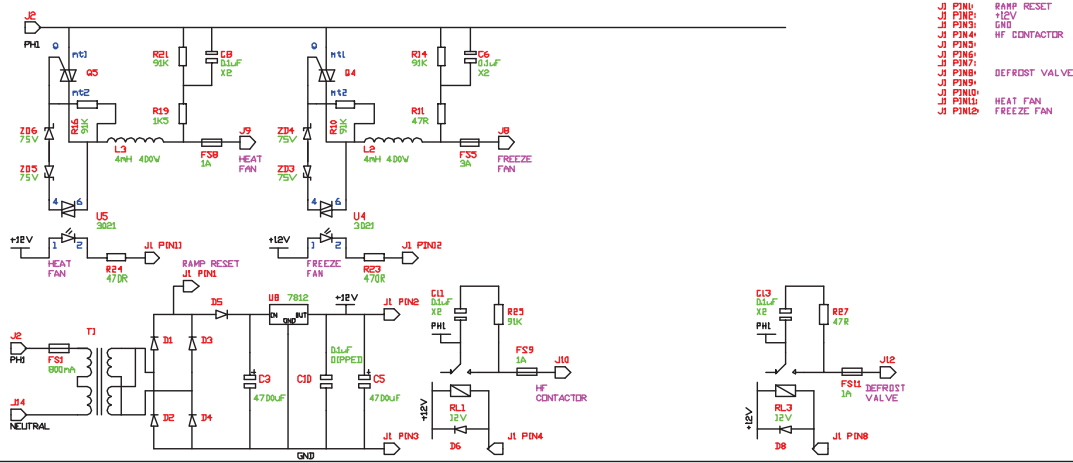 J2
PH1
G
mt1
Q5
mt2
R16
91K
ZD6
75V
ZD5
75V
R21
91K
C8
0.1uF
X2
R19
1K5
L3
4mH 400W
FS8
1A
J9
HEAT
FAN
4 6
U5
3021
+12V
1 2
HEAT
FAN
R24
470R
J1 PIN11
G
mt1
Q4
mt2
R10
91K
ZD4
75V
ZD3
75V
R14
91K
C6
0.1uF
X2
R11
47R
L2
4mH 400W
FS5
3A
J8
FREEZE
FAN
4 6
U4
3021
+12V
1 2
FREEZE
FAN
R23
470R
J1 PIN12
J1 PIN1: RAMP RESET
J1 PIN2: +12V
J1 PIN3: GND
J1 PIN4: HF CONTACTOR
J1 PIN5:
J1 PIN6:
J1 PIN7:
J1 PIN8: DEFROST VALVE
J1 PIN9:
J1 PIN10:
J1 PIN11: HEAT FAN
J1 PIN12: FREEZE FAN
RAMP RESET
J1 PIN1
J2
PH1
FS1
800mA
T1
J14
NEUTRAL
D1
D3
D2
D4
D5
U8 7812
IN OUT
GND
+12V
J1 PIN2
C3
4700uF
C10
0.1uF
DIPPED
C5
4700uF
J1 PIN3
GND
C11
0.1uF
X2
PH1
R25
91K
FS9
1A
J10
HF
CONTACTOR
+12V
RL1
12V
D6
J1 PIN4
C13
0.1uF
X2
PH1
R27
47R
FS11
1A
J12
DEFROST
VALVE
+12V
RL3
12V
D8
J1 PIN8